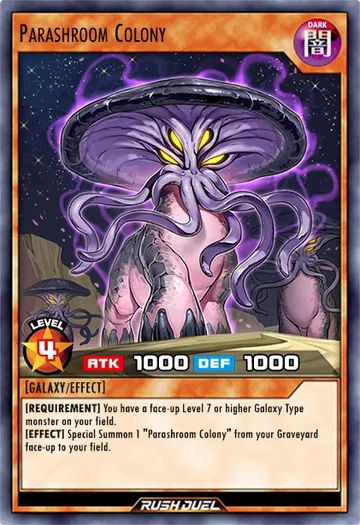 Parashroom Colony
DARK
闇
LEVEL
4
ATK 1000 DEF 1000
[GALAXY/EFFECT]
[REQUIREMENT] You have a face-up Level 7 or higher Galaxy Type
monster on your field.
[EFFECT] Special Summon 1 "Parashroom Colony" from your Graveyard
face-up to your field.
RUSH DUEL